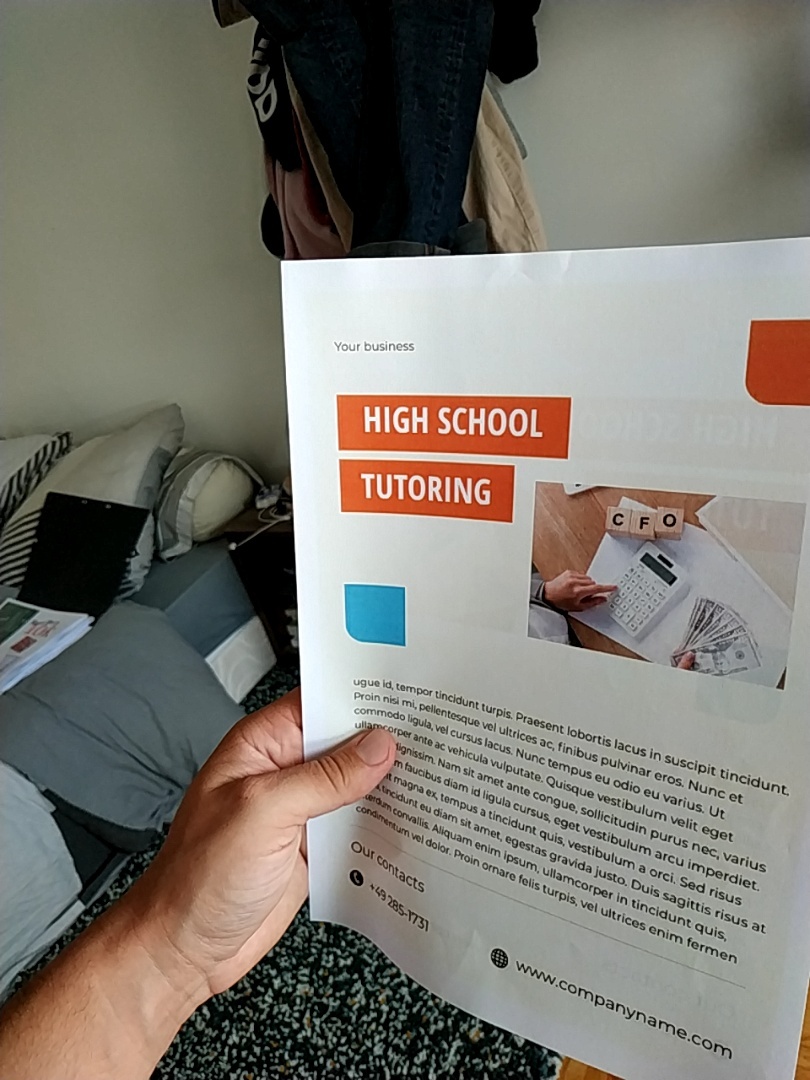 Your business
HIGH SCHOOL
TUTORING
C F O
ugue id, tempor tincidunt turpis. Praesent lobortis lacus in suscipit tincidunt.
Proin nisi mi, pellentesque vel ultrices ac, finibus pulvinar eros. Nunc et
commodo ligula, vel cursus lacus. Nunc tempus eu odio eu varius. Ut
ullamcorper ante ac vehicula vulputate. Quisque vestibulum velit eget
dignissim. Nam sit amet ante congue, sollicitudin purus nec, varius
faucibus diam id ligula cursus, eget vestibulum arcu imperdiet.
magna ex, tempus a tincidunt quis, vestibulum a orci. Sed risus
tincidunt eu diam sit amet, egestas gravida justo. Duis sagittis risus at
interdum convallis. Aliquam enim ipsum, ullamcorper in tincidunt quis,
condimentum vel dolor. Proin ornare felis turpis, vel ultrices enim fermen
Our contacts
+49 285-1731
www.companyname.com